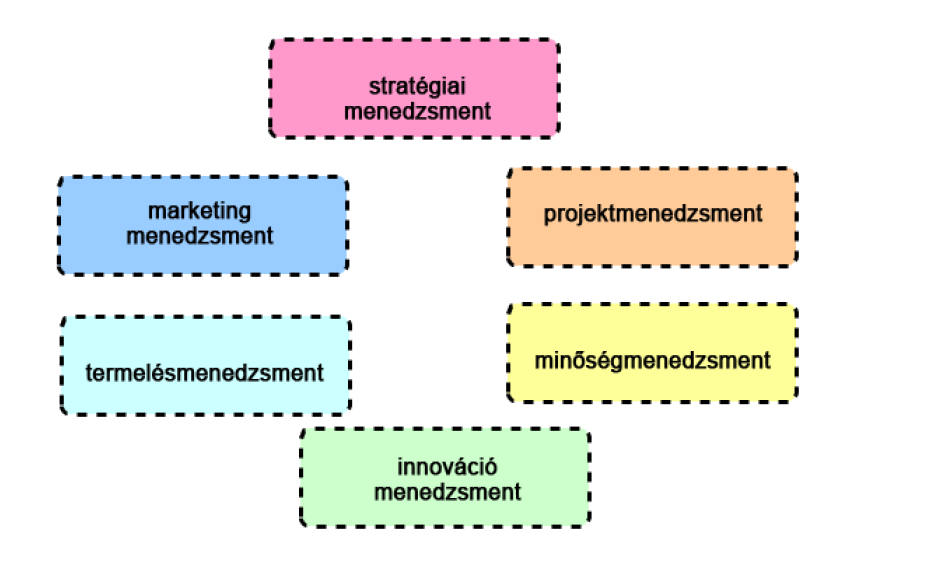 stratégiai
menedzsment
marketing
menedzsment
projektmenedzsment
termelésmenedzsment
minőségmenedzsment
innováció
menedzsment